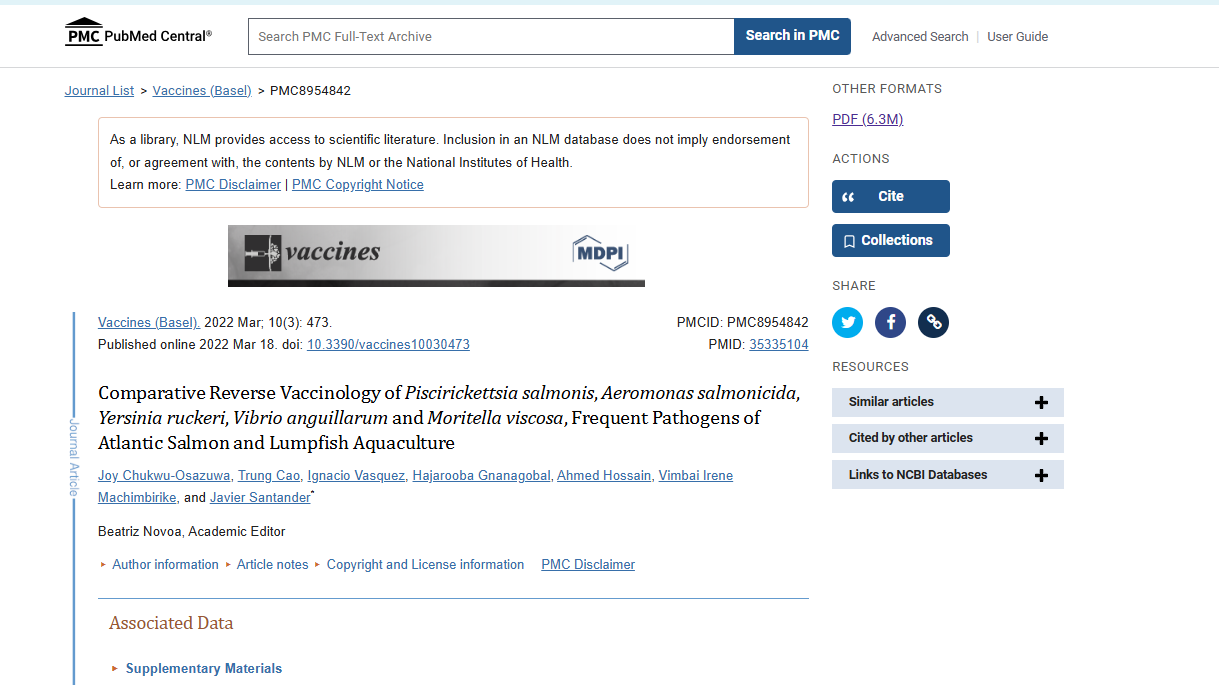 PMC PubMed Central®
Search PMC Full-Text Archive
Search in PMC
Advanced Search | User Guide
Journal List > Vaccines (Basel) > PMC8954842
As a library, NLM provides access to scientific literature. Inclusion in an NLM database does not imply endorsement
of, or agreement with, the contents by NLM or the National Institutes of Health.
Learn more: PMC Disclaimer | PMC Copyright Notice
vaccines
MDPI
Vaccines (Basel). 2022 Mar; 10(3): 473.
Published online 2022 Mar 18. doi: 10.3390/vaccines10030473
PMCID: PMC8954842
PMID: 35335104
Comparative Reverse Vaccinology of Piscirickettsia salmonis, Aeromonas salmonicida,
Yersinia ruckeri, Vibrio anguillarum and Moritella viscosa, Frequent Pathogens of
Atlantic Salmon and Lumpfish Aquaculture
Joy Chukwu-Osazuwa, Trung Cao, Ignacio Vasquez, Hajarooba Gnanagobal, Ahmed Hossain, Vimbai Irene
Machimbirike, and Javier Santander*
Beatriz Novoa, Academic Editor
▸ Author information ▸ Article notes ▸ Copyright and License information PMC Disclaimer
Associated Data
▸ Supplementary Materials
Journal Article
OTHER FORMATS
PDF (6.3M)
ACTIONS
Cite
Collections
SHARE
RESOURCES
Similar articles
Cited by other articles
Links to NCBI Databases